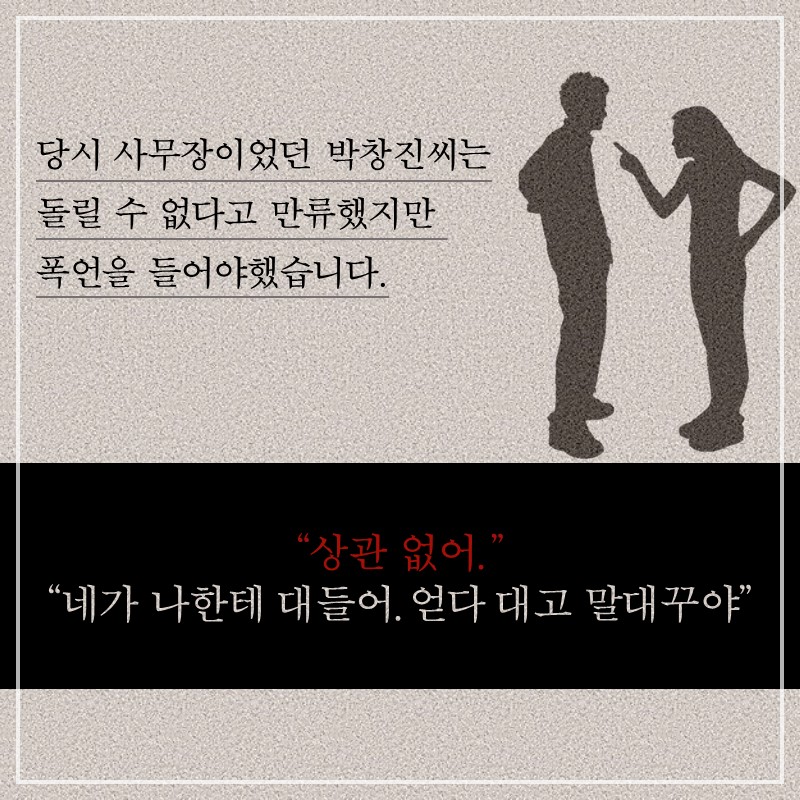 당시 사무장이었던 박창진씨는
돌릴 수 없다고 만류했지만
폭언을 들어야했습니다.
“상관 없어.”
“네가 나한테 대들어. 얻다 대고 말대꾸야”